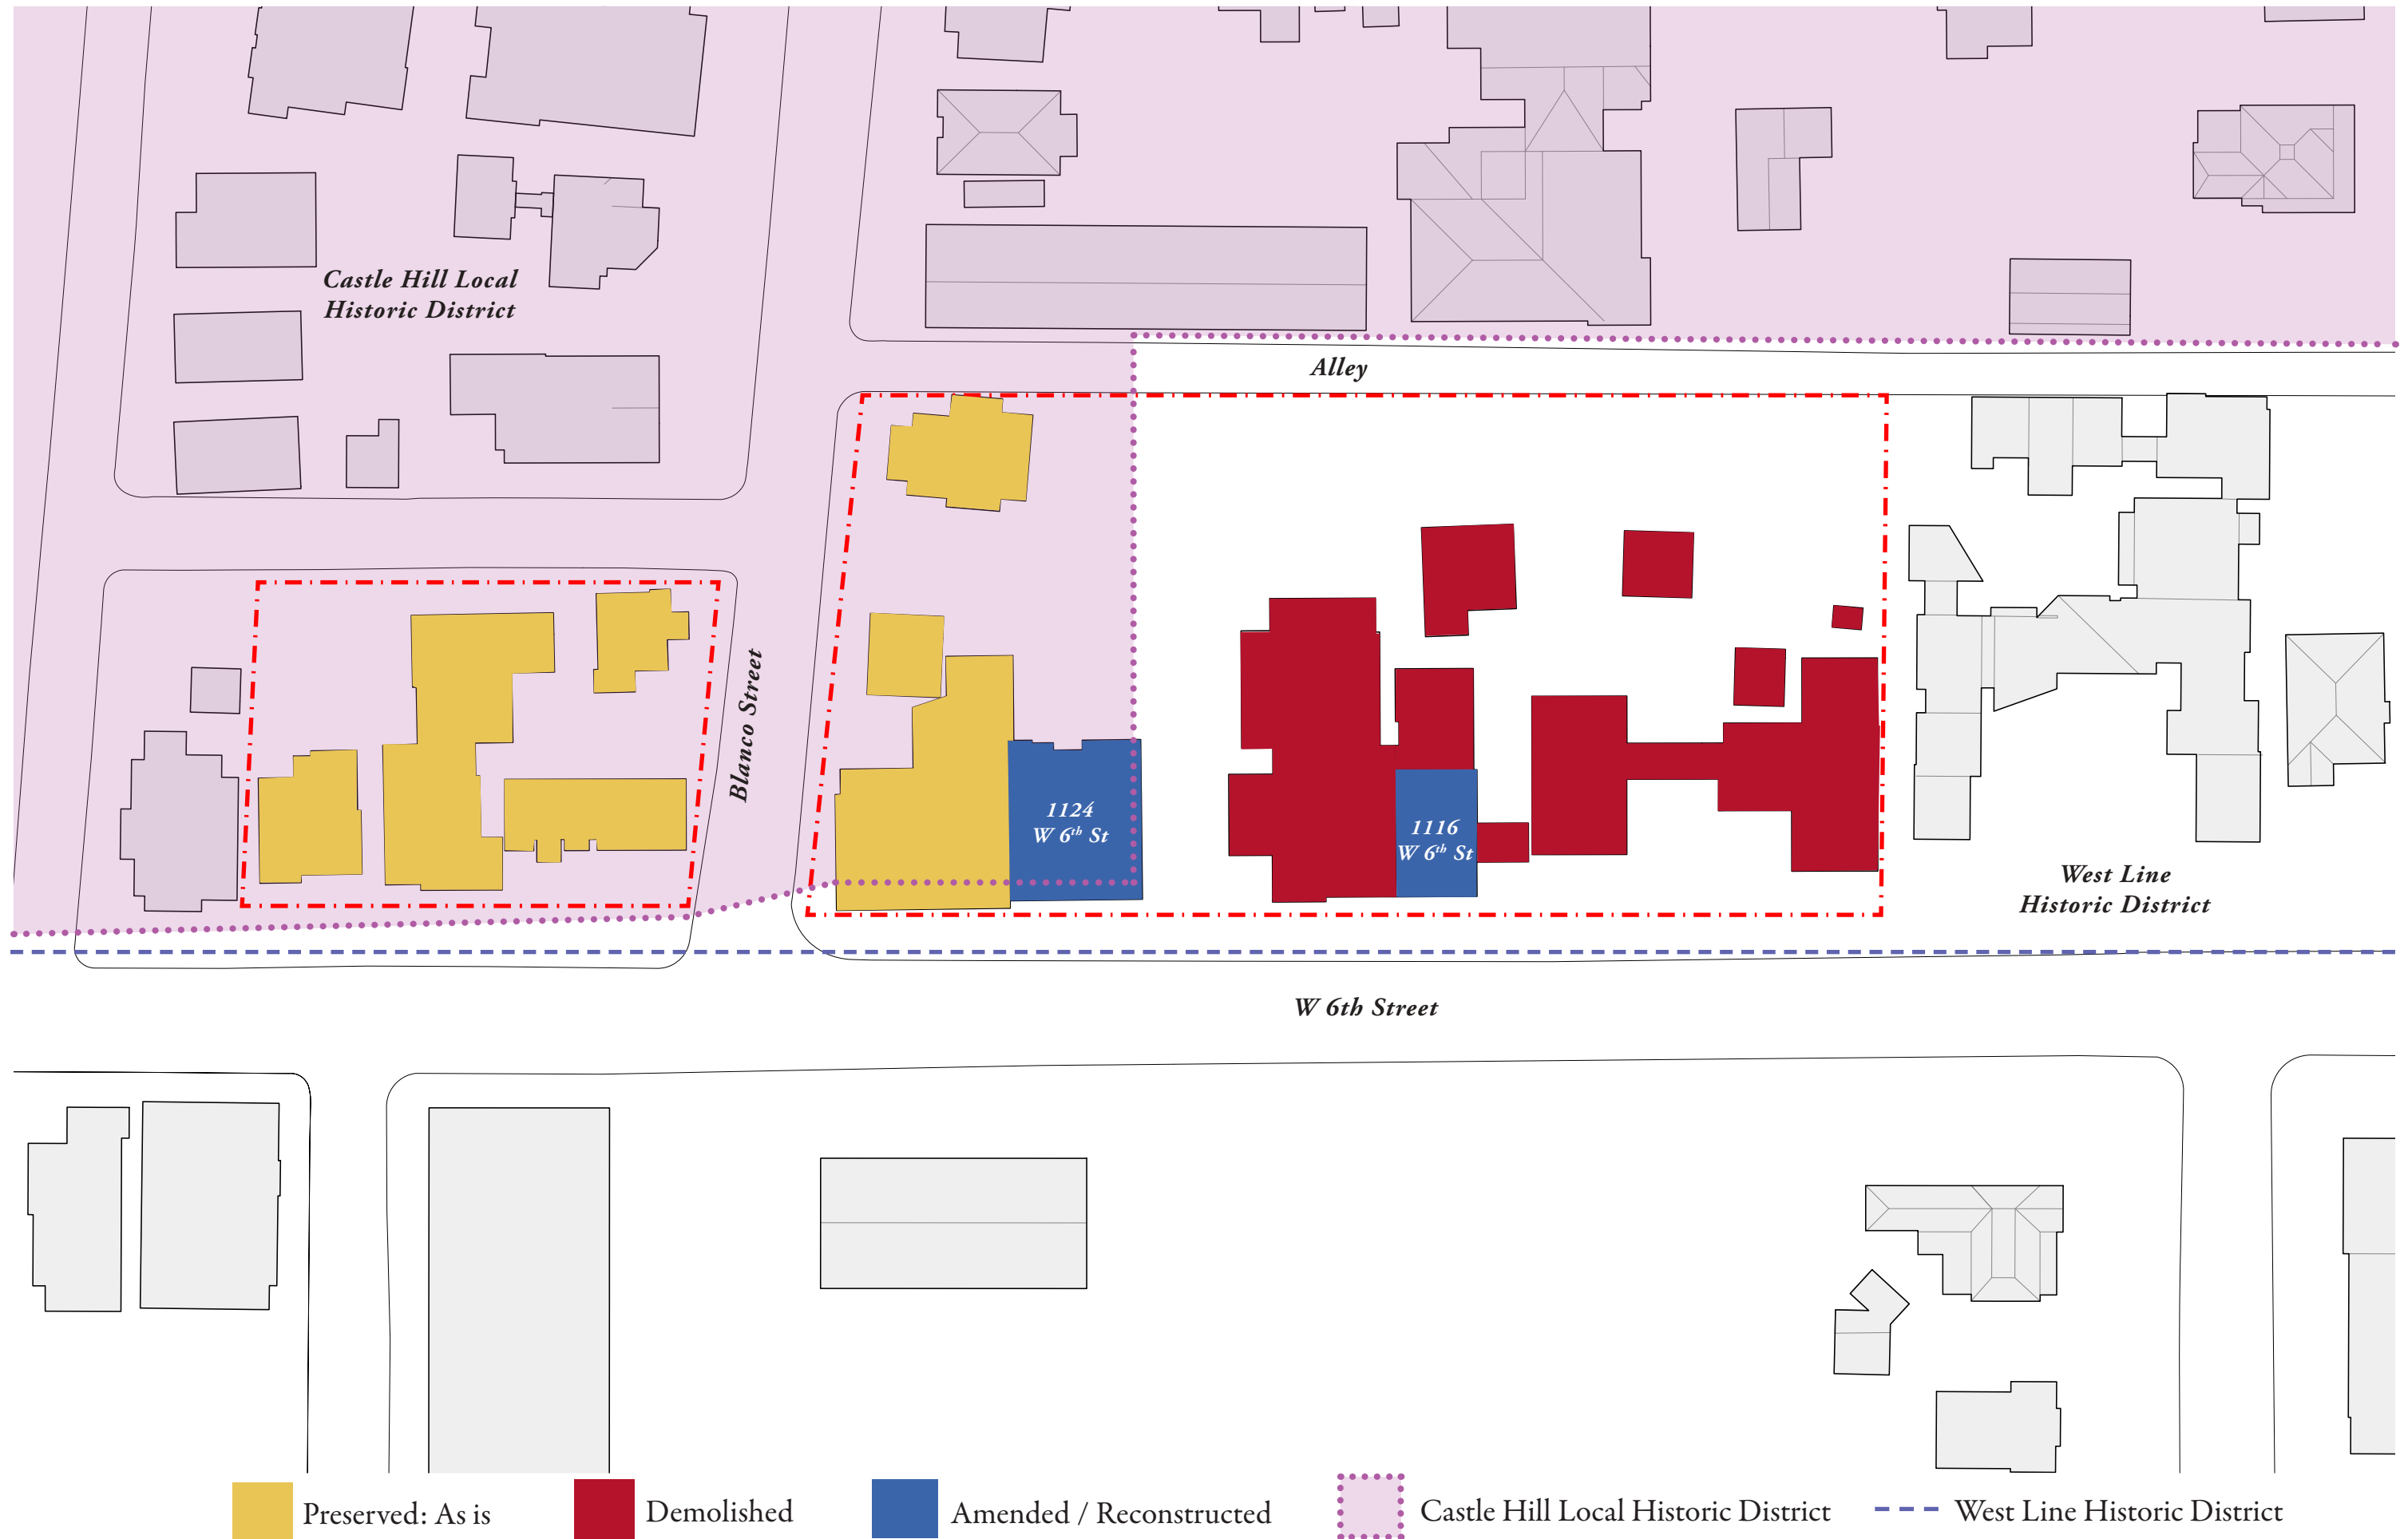 Castle Hill Local
Historic District
Alley
Blanco Street
1124
W 6th St
1116
W 6th St
West Line
Historic District
W 6th Street
Preserved: As is
Demolished
Amended / Reconstructed
Castle Hill Local Historic District
West Line Historic District